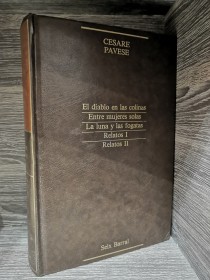 CESARE
PAVESE
El diablo en las colinas
Entre mujeres solas
La luna y las fogatas
Relatos I
Relatos II
Seix Barral